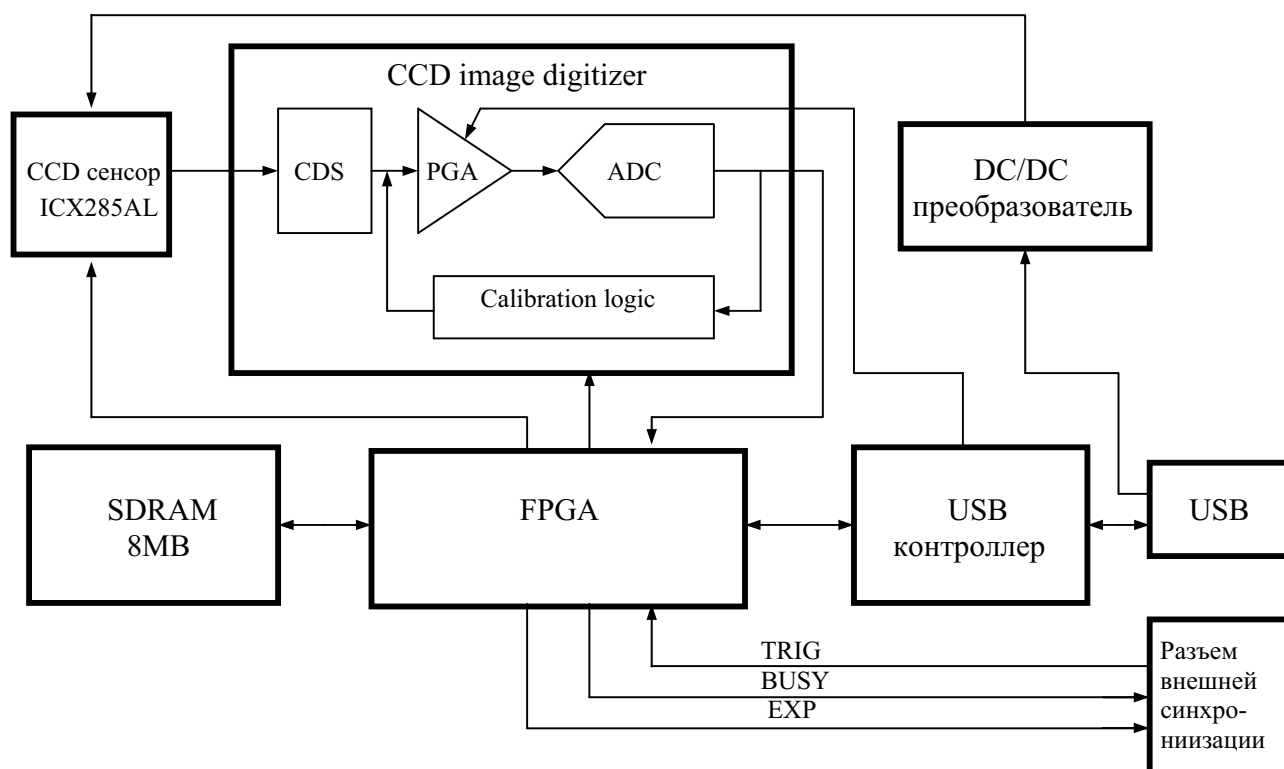 CCD image digitizer
CCD сенсор
ICX285AL
CDS
PGA
ADC
DC/DC
преобразователь
Calibration logic
SDRAM
8MB
FPGA
USB
контроллер
USB
TRIG
BUSY
EXP
Разъем
внешней
синхро-
ниизации